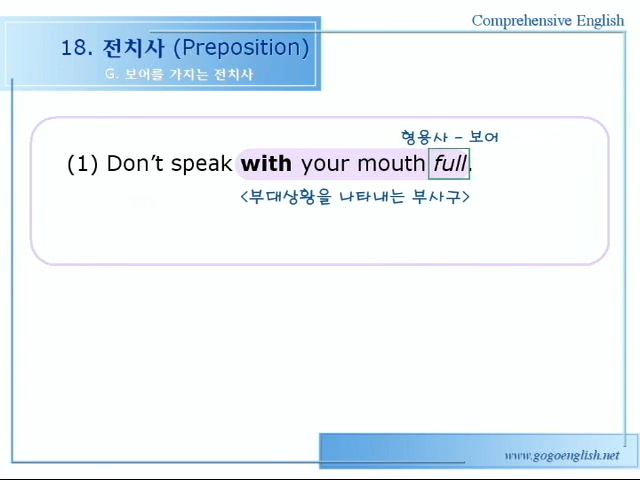 Comprehensive English
18. 전치사 (Preposition)
G. 보어를 가지는 전치사
형용사 – 보어
(1) Don’t speak with your mouth full.
<부대상황을 나타내는 부사구>
www.gogoenglish.net